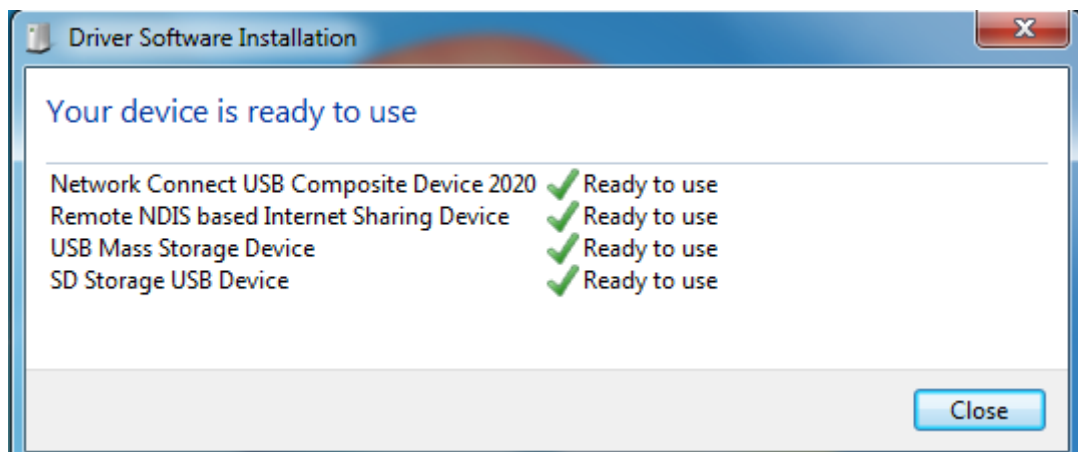 Driver Software Installation
Your device is ready to use
Network Connect USB Composite Device 2020 Ready to use
Remote NDIS based Internet Sharing Device Ready to use
USB Mass Storage Device Ready to use
SD Storage USB Device Ready to use
Close